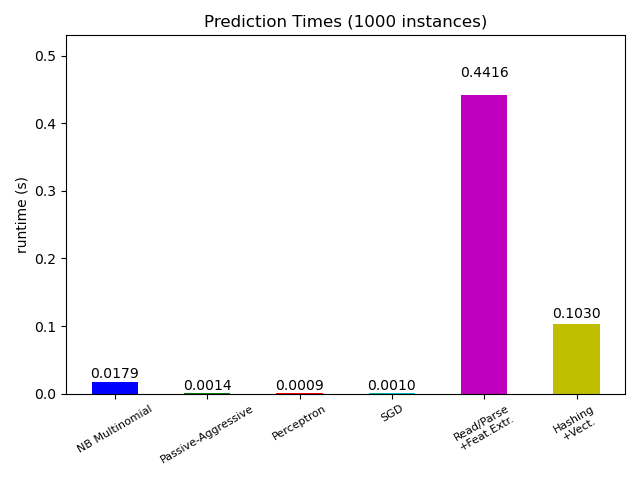 Prediction Times (1000 instances)
runtime (s)
0.5
0.4
0.3
0.2
0.1
0.0
0.0179
0.0014
0.0009
0.0010
0.4416
0.1030
NB Multinomial
Passive-Aggressive
Perceptron
SGD
Read/Parse
+Feat.Extr.
Hashing
+Vect.